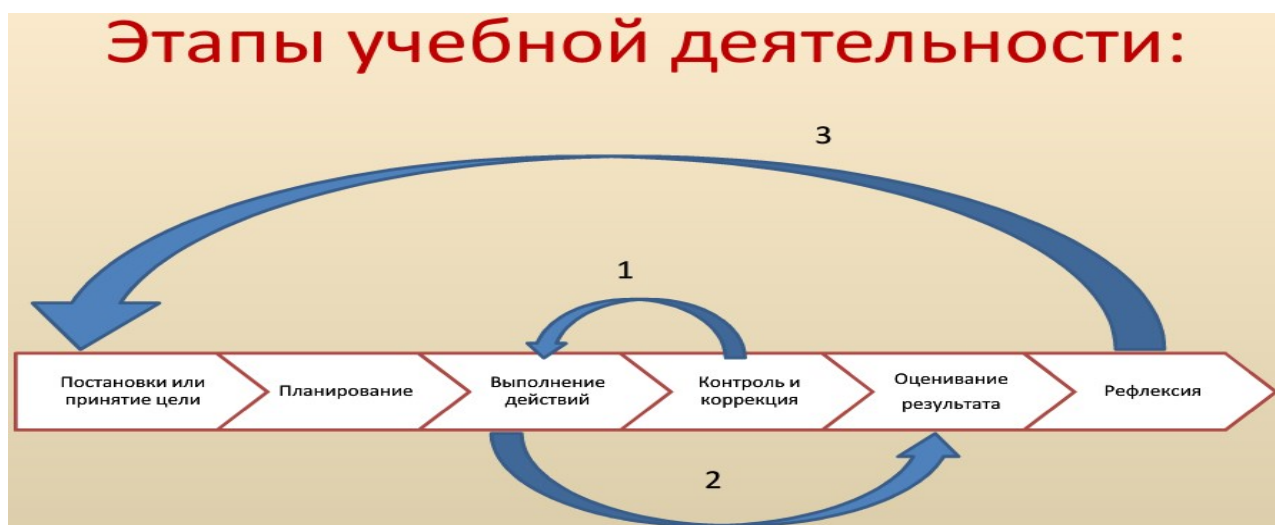 Этапы учебной деятельности:
3
1
Постановки или
принятие цели
Планирование
Выполнение
действий
Контроль и
коррекция
Оценивание
результата
Рефлексия
2